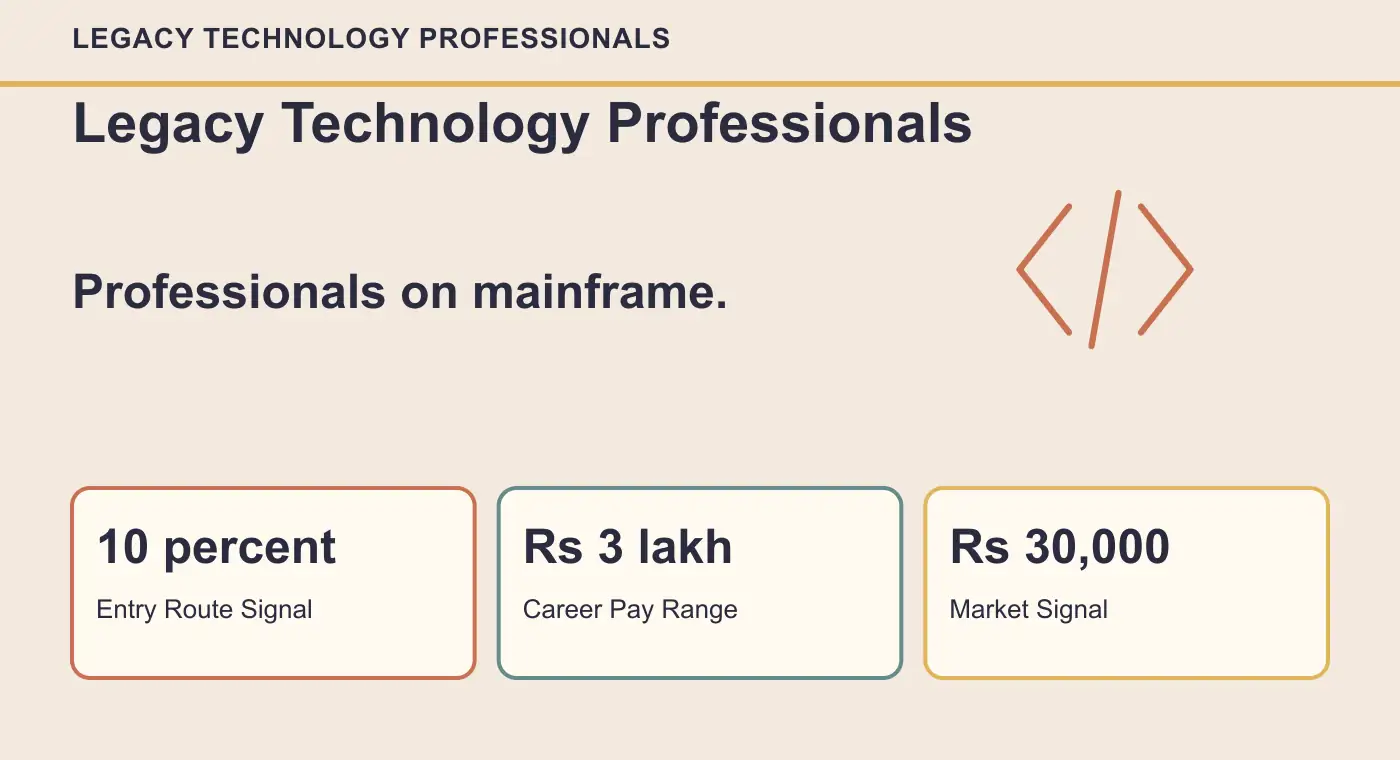 LEGACY TECHNOLOGY PROFESSIONALS
Legacy Technology Professionals
Professionals on mainframe.
10 percent
Entry Route Signal
Rs 3 lakh
Career Pay Range
Rs 30,000
Market Signal